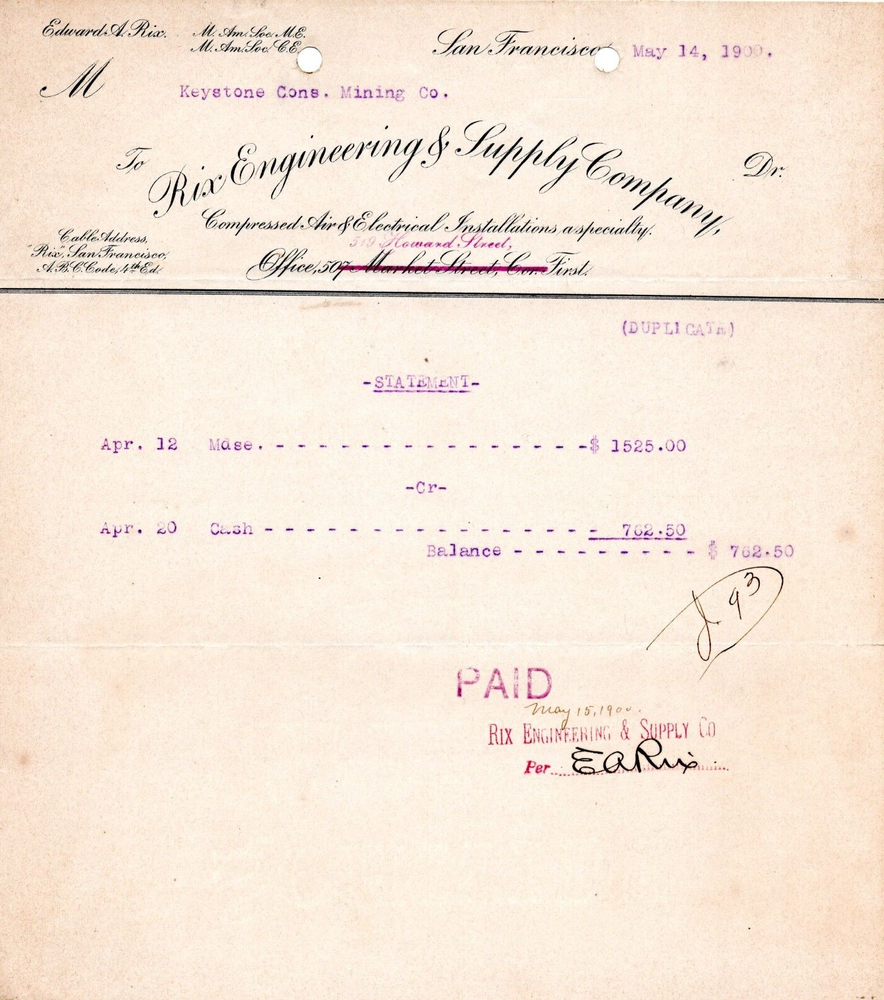 Edward A. Rix. M. Am. Soc. M.E.
M. Am. Soc. C.E.
San Francisco, May 14, 1900.
M Keystone Cons. Mining Co.
To Rix Engineering & Supply Company, Dr.
Compressed Air & Electrical Installations a specialty.
519 Howard Street,
Cable Address,
"Rix", San Francisco,
A.B.C. Code, 4th Ed.
Office, 507 Market Street, Cor. First.
(DUPLICATE)
-STATEMENT-
Apr. 12 Mdse. - - - - - - - - - - - - - - - -$ 1525.00
-Cr-
Apr. 20 Cash - - - - - - - - - - - - - - - - 762.50
Balance - - - - - - - - - $ 762.50
J. 93
PAID
May 15, 1900.
RIX ENGINEERING & SUPPLY CO
Per E A Rix